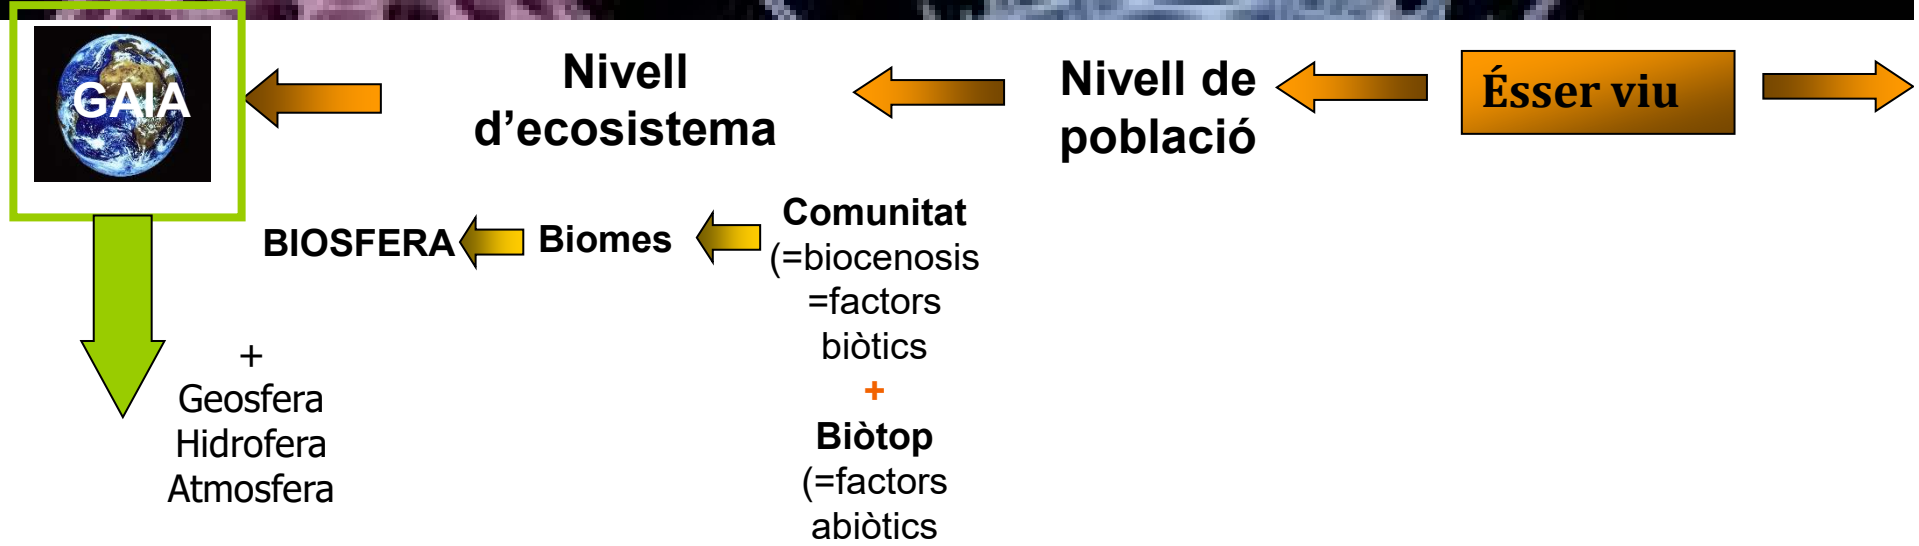 GAIA
Nivell
d’ecosistema
Nivell de
població
Ésser viu
BIOSFERA
Biomes
Comunitat
(=biocenosis
=factors
biòtics
+
Biòtop
(=factors
abiòtics
+
Geosfera
Hidrofera
Atmosfera